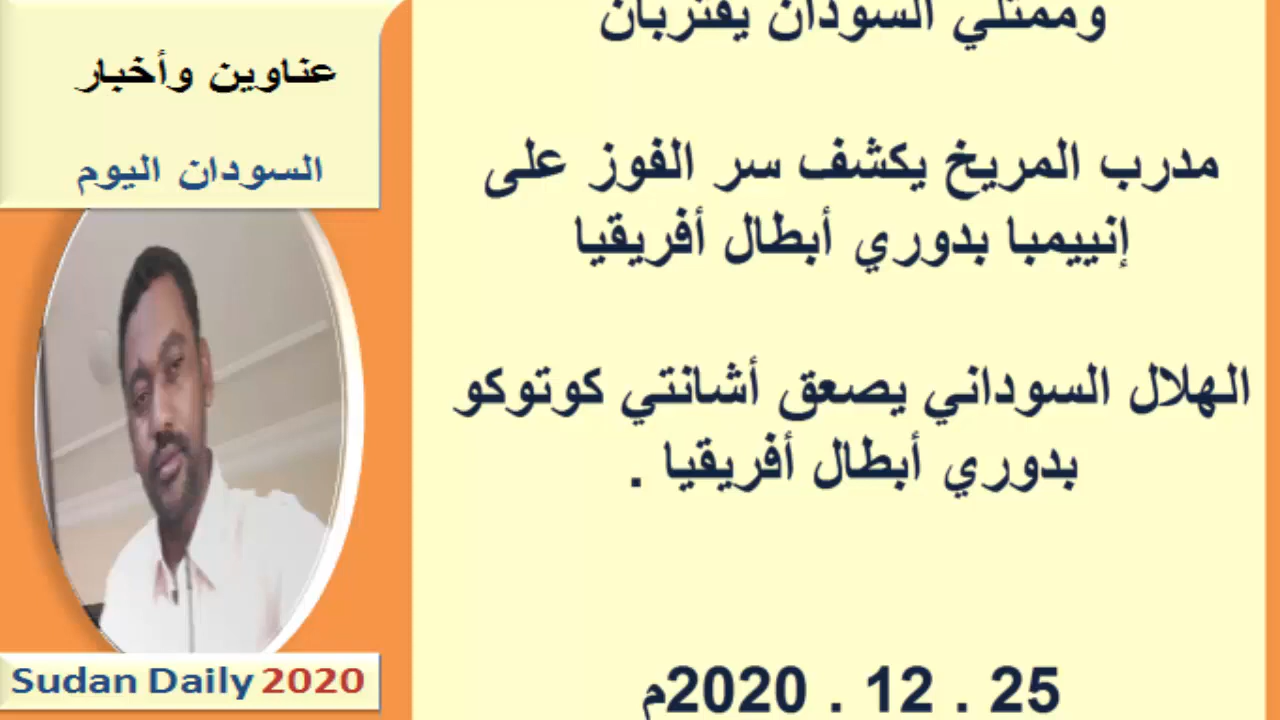 عناوين وأخبار
السودان اليوم
وممثلي السودان يقتربان
مدرب المريخ يكشف سر الفوز على
إنييمبا بدوري أبطال أفريقيا
الهلال السوداني يصعق أشانتي كوتوكو
بدوري أبطال أفريقيا .
25 . 12 . 2020م
Sudan Daily 2020